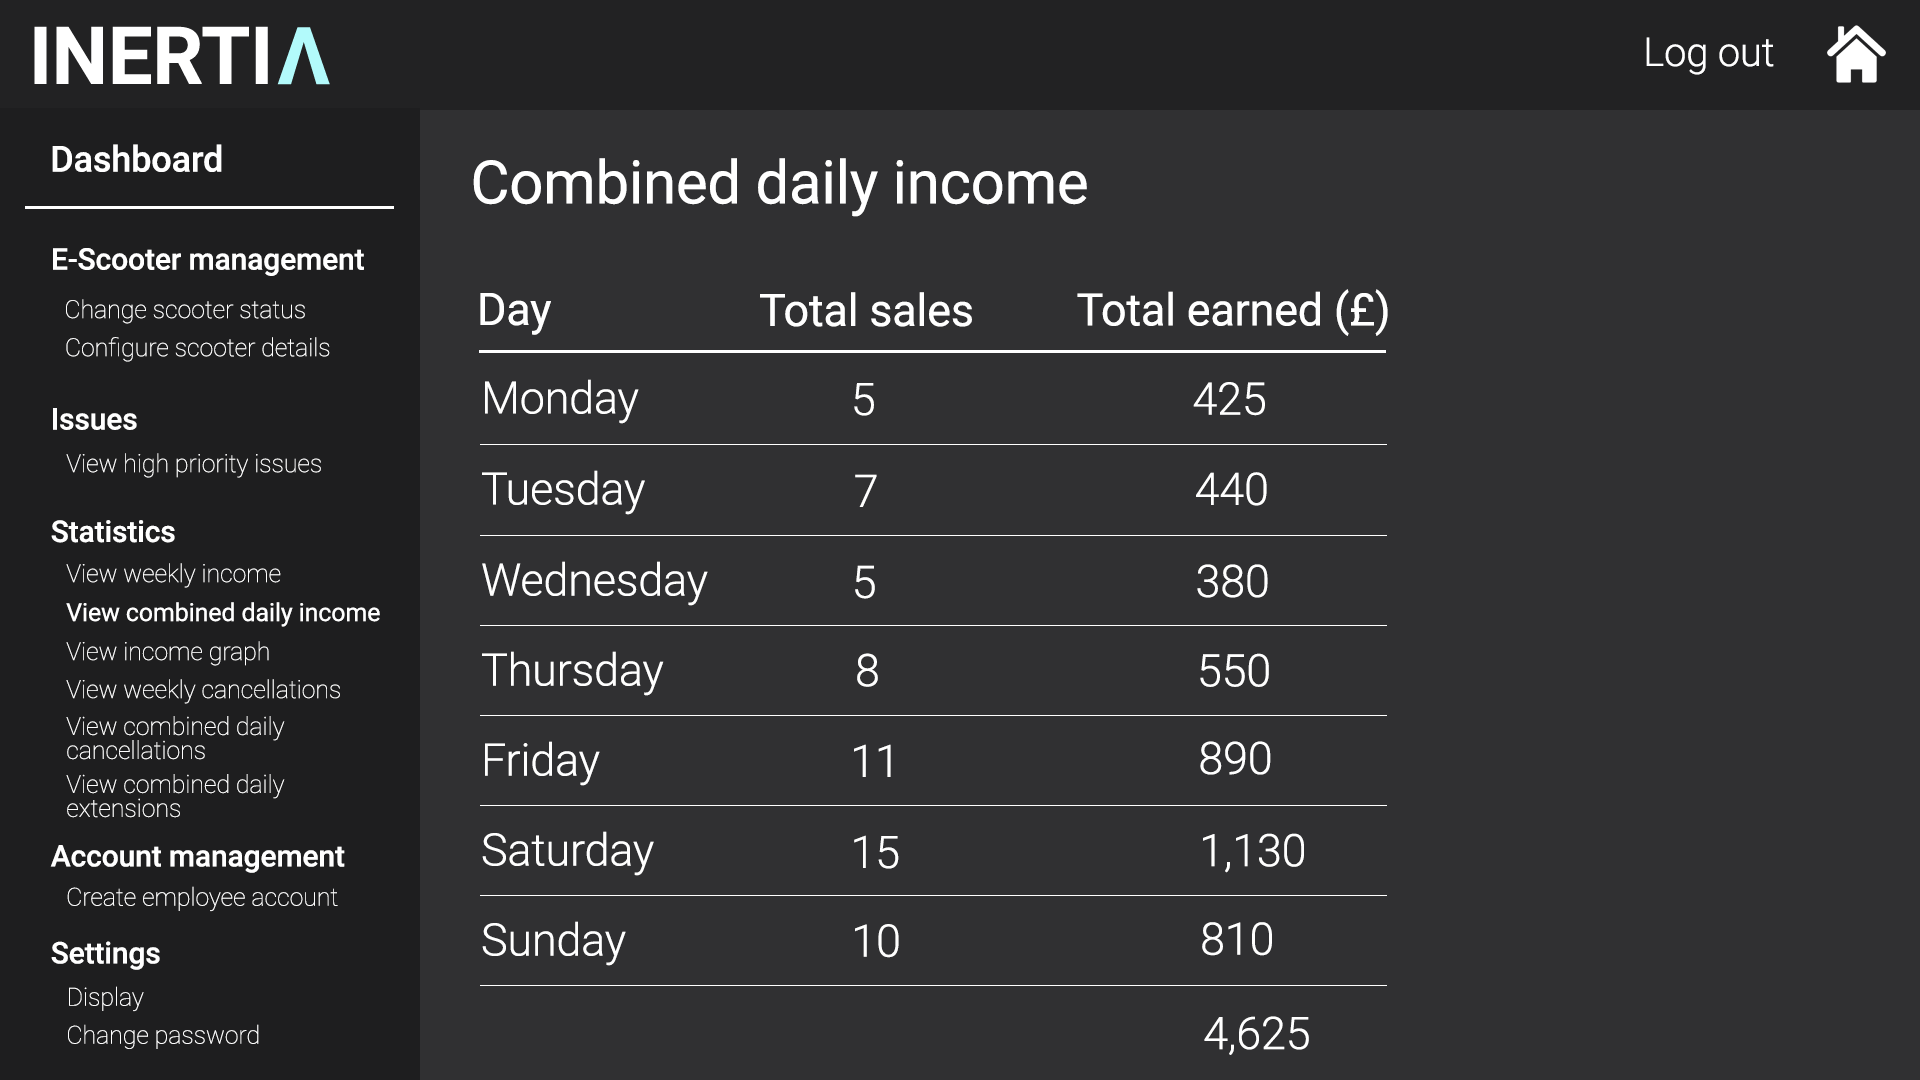 INERTIA
Log out
Dashboard
E-Scooter management
Change scooter status
Configure scooter details
Issues
View high priority issues
Statistics
View weekly income
View combined daily income
View income graph
View weekly cancellations
View combined daily
cancellations
View combined daily
extensions
Account management
Create employee account
Settings
Display
Change password
Combined daily income
Day Total sales Total earned (£)
Monday 5 425
Tuesday 7 440
Wednesday 5 380
Thursday 8 550
Friday 11 890
Saturday 15 1,130
Sunday 10 810
4,625